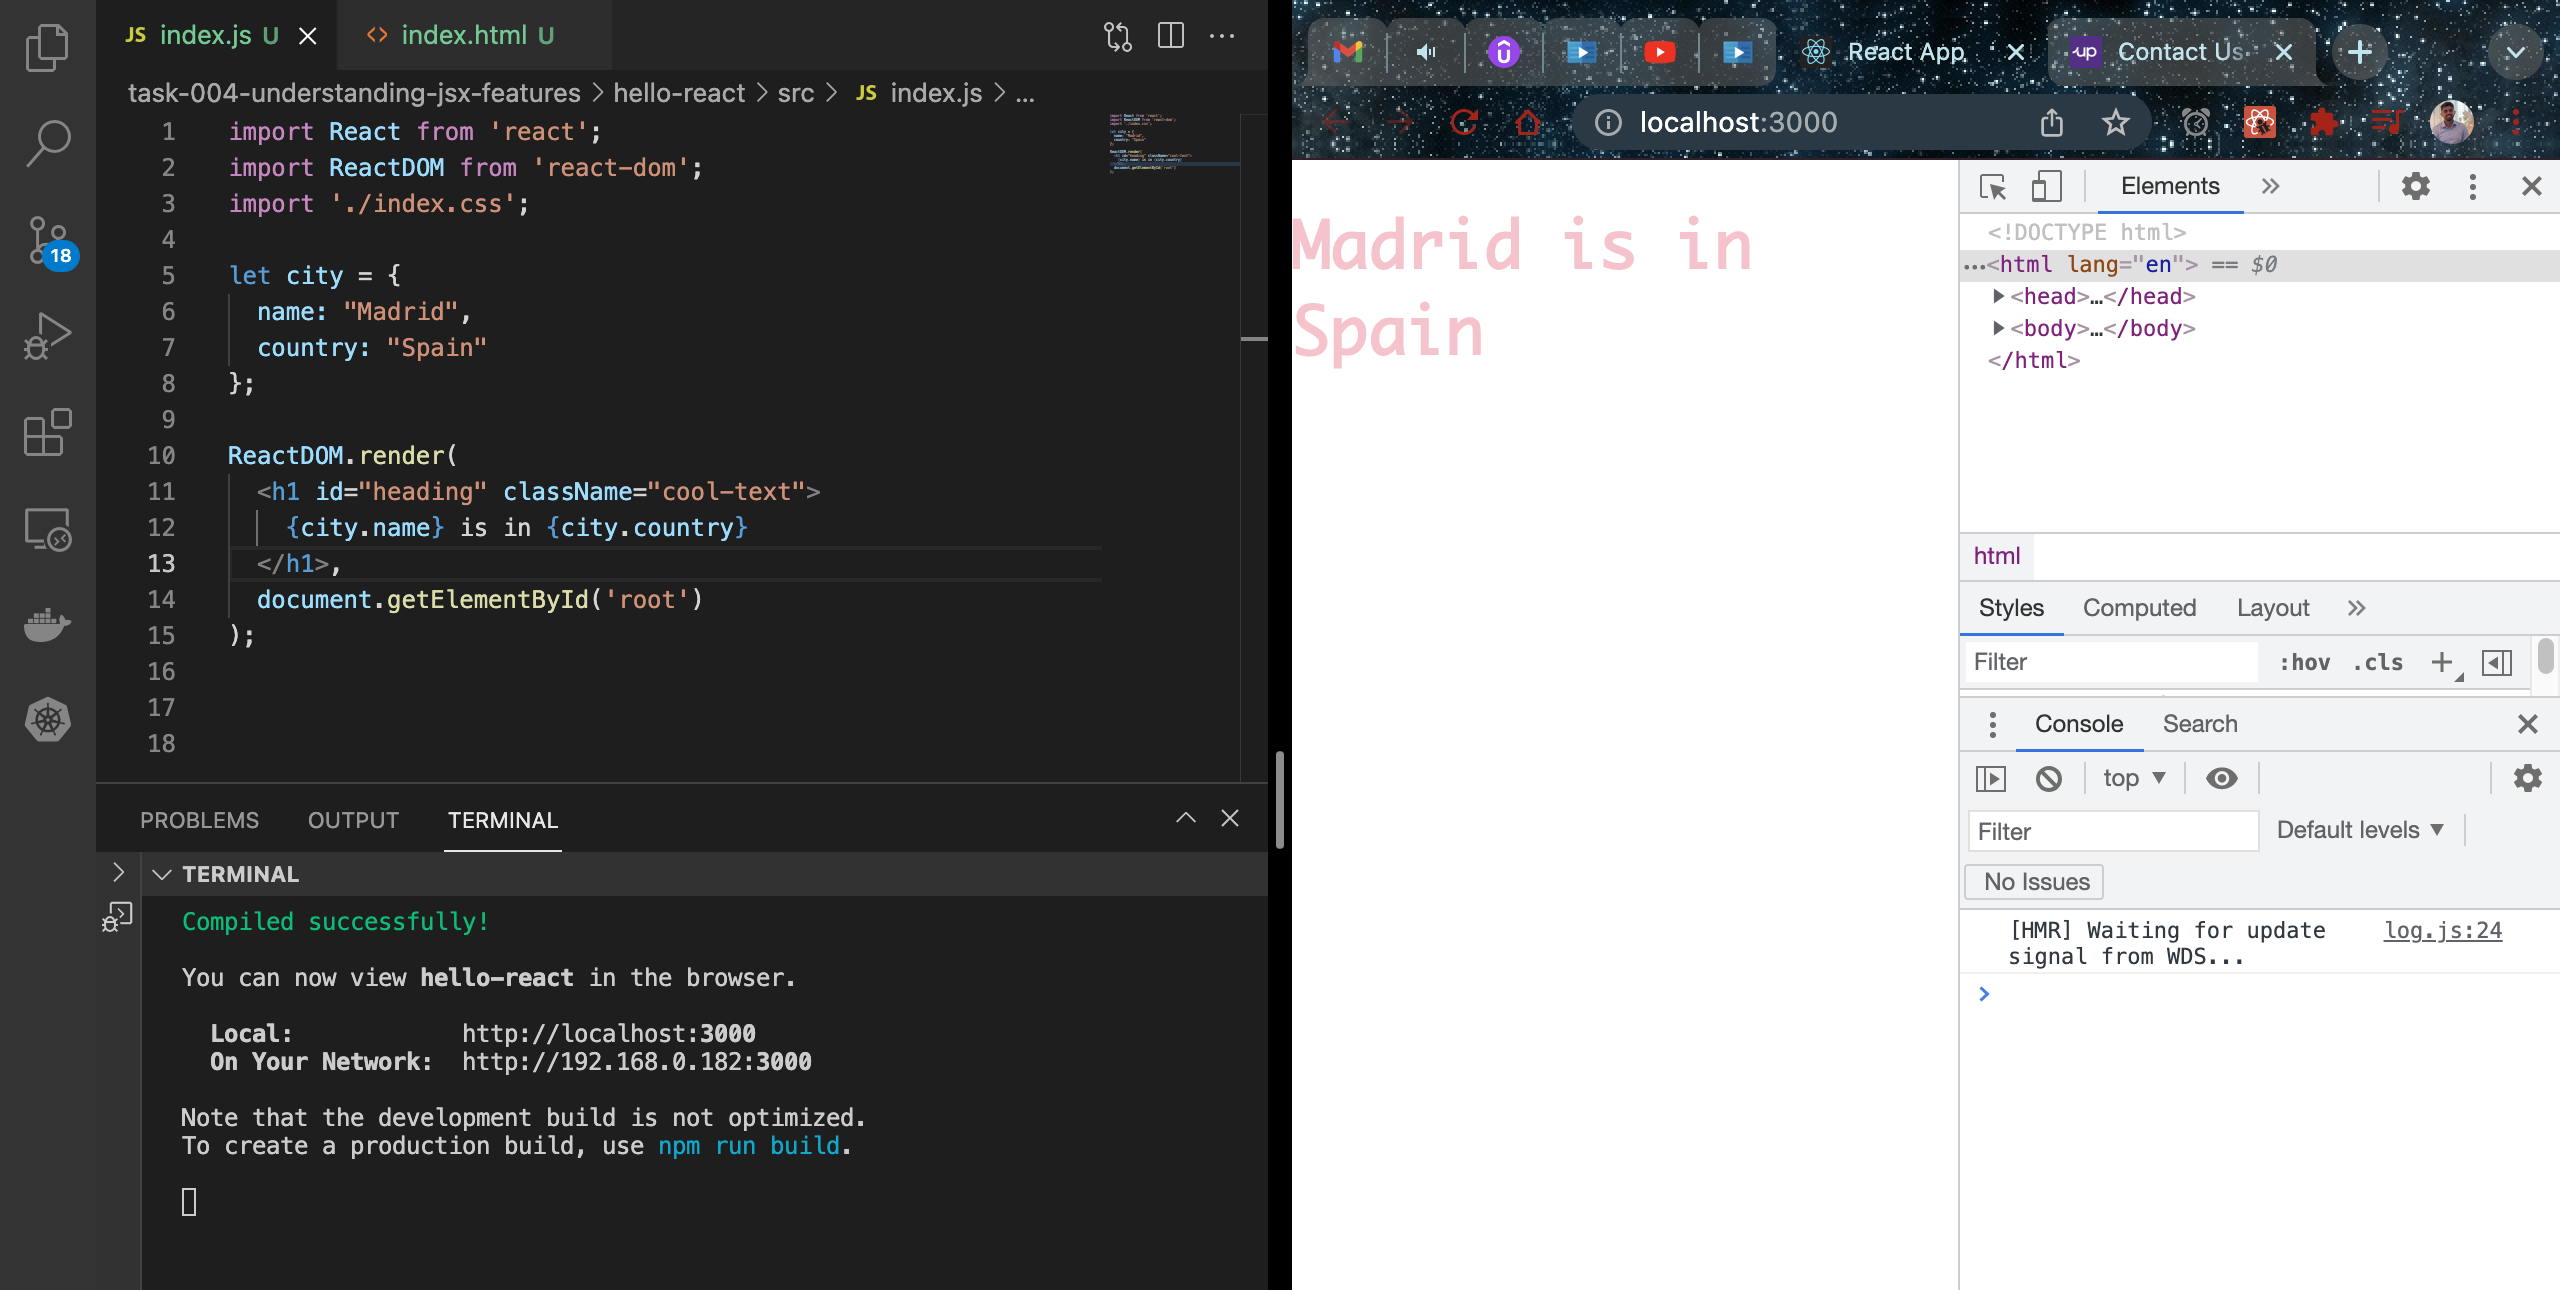 JS index.js U
<> index.html U
task-004-understanding-jsx-features > hello-react > src > JS index.js > ...
1 import React from 'react';
2 import ReactDOM from 'react-dom';
3 import './index.css';
4
5 let city = {
6 name: "Madrid",
7 country: "Spain"
8 };
9
10 ReactDOM.render(
11 <h1 id="heading" className="cool-text">
12 {city.name} is in {city.country}
13 </h1>,
14 document.getElementById('root')
15 );
16
17
18
18
PROBLEMS OUTPUT TERMINAL
TERMINAL
Compiled successfully!
You can now view hello-react in the browser.
Local: http://localhost:3000
On Your Network: http://192.168.0.182:3000
Note that the development build is not optimized.
To create a production build, use npm run build.
React App
up Contact Us
localhost:3000
Madrid is in
Spain
Elements
<!DOCTYPE html>
…<html lang="en"> == $0
<head>…</head>
<body>…</body>
</html>
html
Styles Computed Layout
Filter :hov .cls
Console Search
top
Filter Default levels
No Issues
[HMR] Waiting for update log.js:24
signal from WDS...